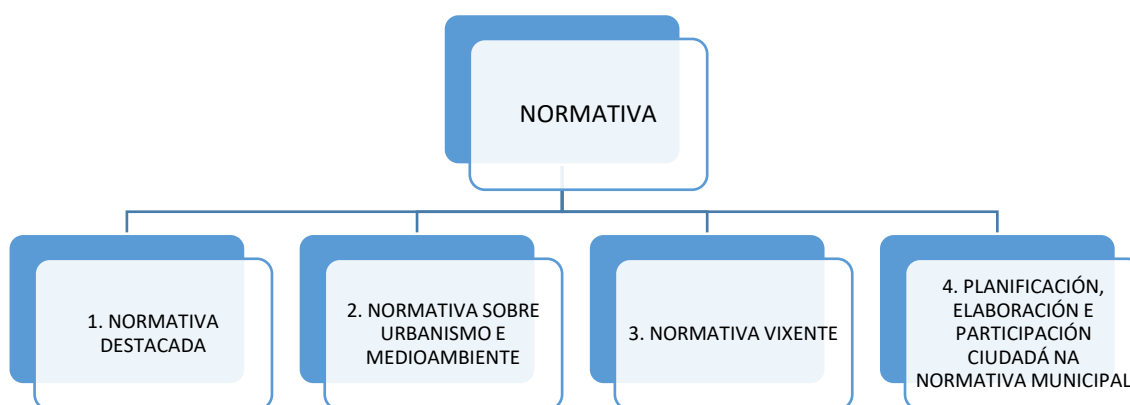 NORMATIVA
1. NORMATIVA
DESTACADA
2. NORMATIVA SOBRE
URBANISMO E
MEDIOAMBIENTE
3. NORMATIVA VIXENTE
4. PLANIFICACIÓN,
ELABORACIÓN E
PARTICIPACIÓN
CIUDADÁ NA
NORMATIVA MUNICIPAL